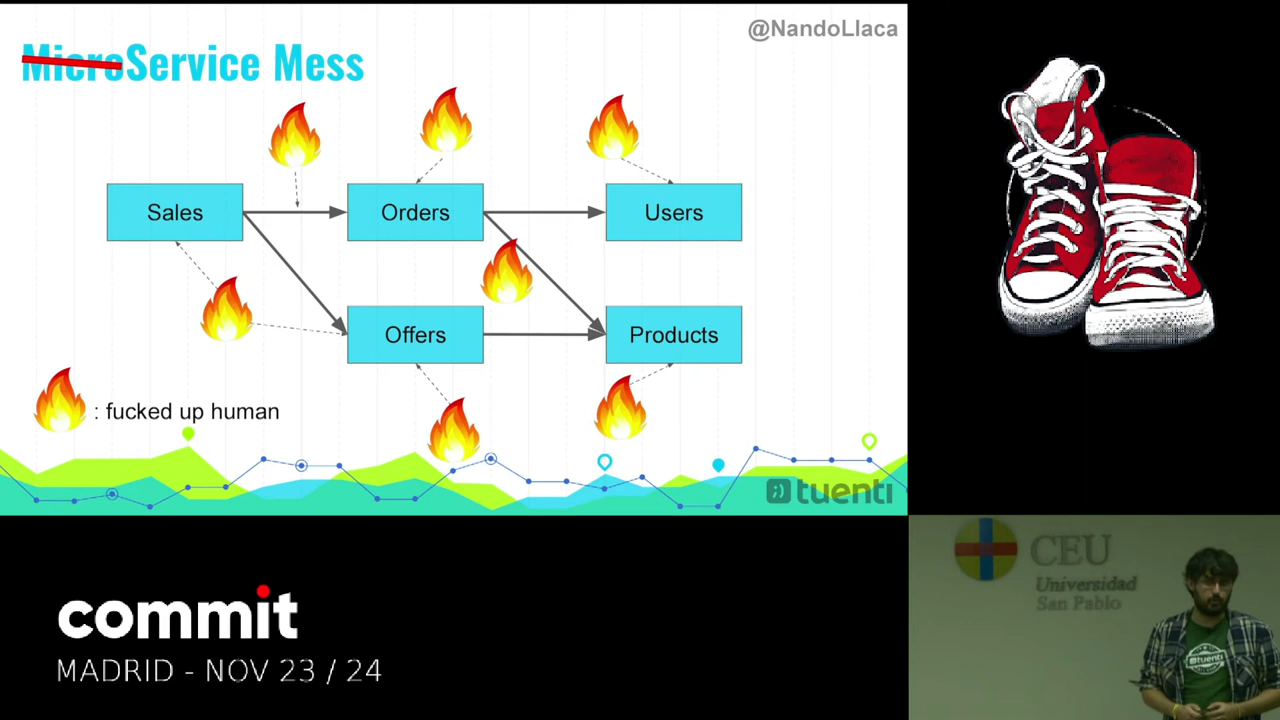 @NandoLlaca
MicroService Mess
Sales
Orders
Users
Offers
Products
: fucked up human
tuenti
commit
MADRID - NOV 23 / 24
CEU
Universidad
San Pablo
tuenti